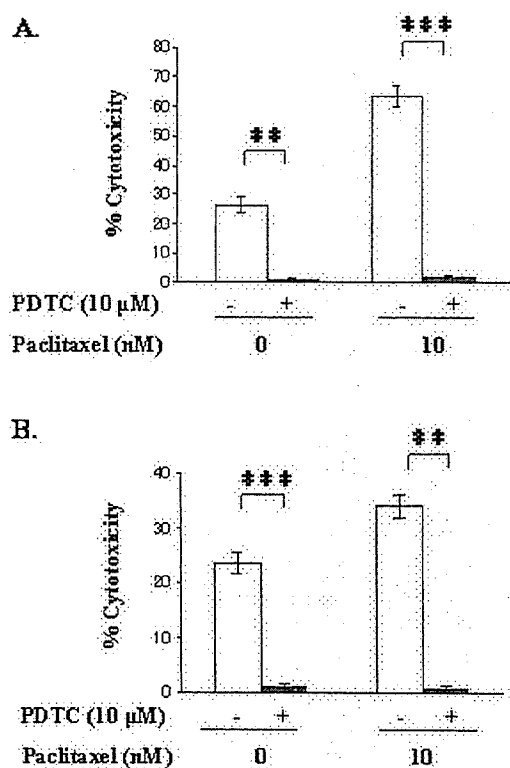 A.
‡‡‡
80
70
60
50
40
30
20
10
0
% Cytotoxicity
‡‡
PDTC (10 µM) - + - +
Paclitaxel (nM) 0 10
B.
‡‡
‡‡‡
40
30
20
10
0
% Cytotoxicity
PDTC (10 µM) - + - +
Paclitaxel (nM) 0 10